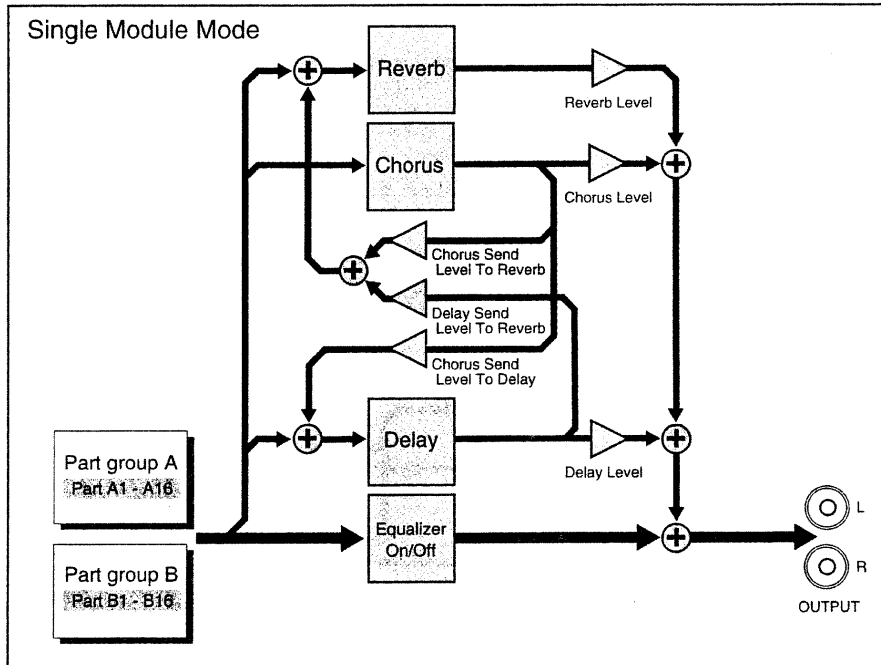 Single Module Mode
Reverb
Reverb Level
Chorus
Chorus Level
Chorus Send
Level To Reverb
Delay Send
Level To Reverb
Chorus Send
Level To Delay
Part group A
Part A1 - A16
Delay
Delay Level
Part group B
Part B1 - B16
Equalizer
On/Off
L
R
OUTPUT